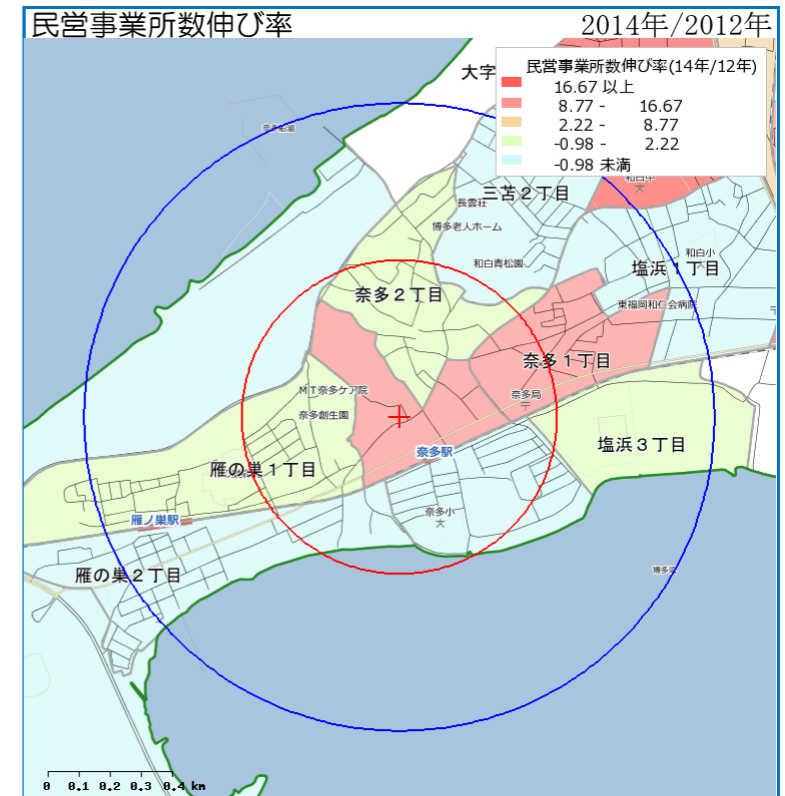 民営事業所数伸び率
2014年/2012年
大字
民営事業所数伸び率(14年/12年)
16.67 以上
8.77 - 16.67
2.22 - 8.77
-0.98 - 2.22
-0.98 未満
三苫2丁目
長雲荘
博多老人ホーム
和白青松園
和白小
塩浜1丁目
東福岡和仁会病院
奈多2丁目
奈多1丁目
MT奈多ケア院
奈多創生園
奈多局
奈多駅
塩浜3丁目
雁の巣1丁目
奈多小
雁ノ巣駅
雁の巣2丁目
0 0.1 0.2 0.3 0.4 km